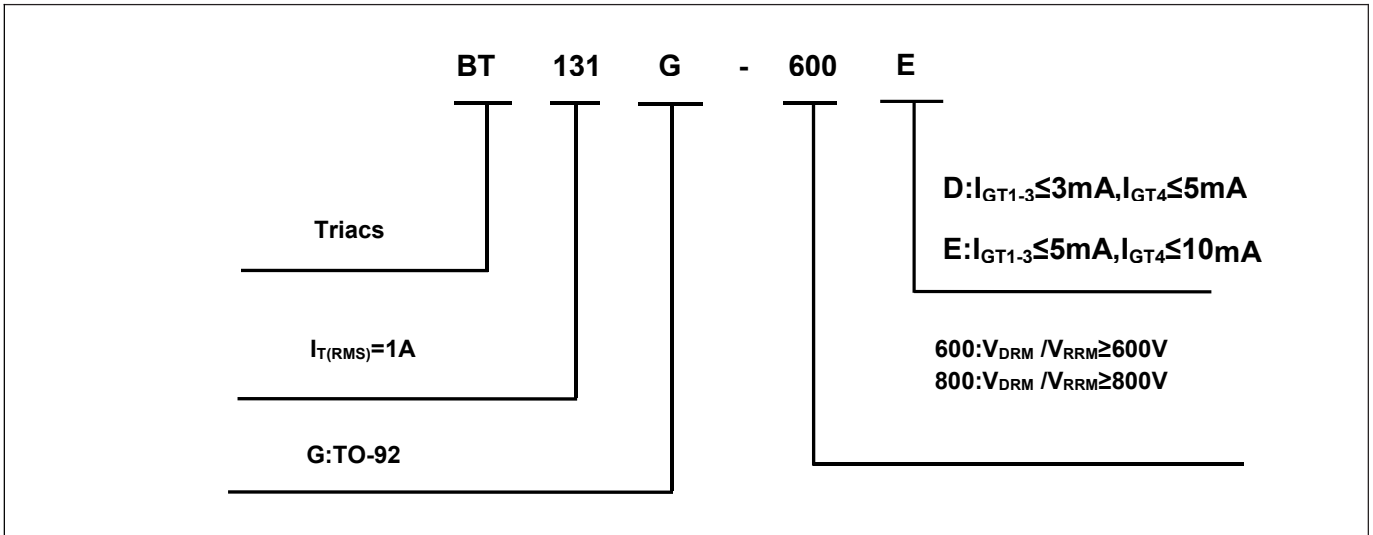 BT 131 G - 600 E
D:IGT1-3≤3mA,IGT4≤5mA
Triacs
E:IGT1-3≤5mA,IGT4≤10mA
IT(RMS)=1A
600:VDRM /VRRM≥600V
800:VDRM /VRRM≥800V
G:TO-92